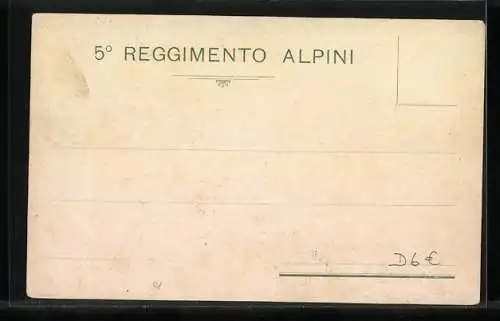 5° REGGIMENTO ALPINI
D6 €